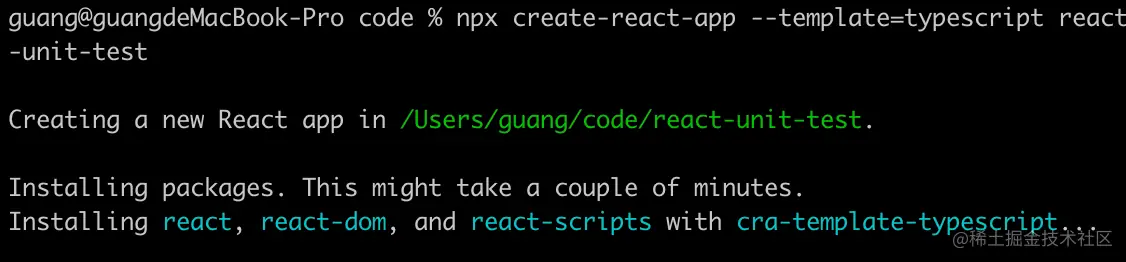 guang@guangdeMacBook-Pro code % npx create-react-app --template=typescript react
-unit-test
Creating a new React app in /Users/guang/code/react-unit-test.
Installing packages. This might take a couple of minutes.
Installing react, react-dom, and react-scripts with cra-template-typescript...
@稀土掘金技术社区